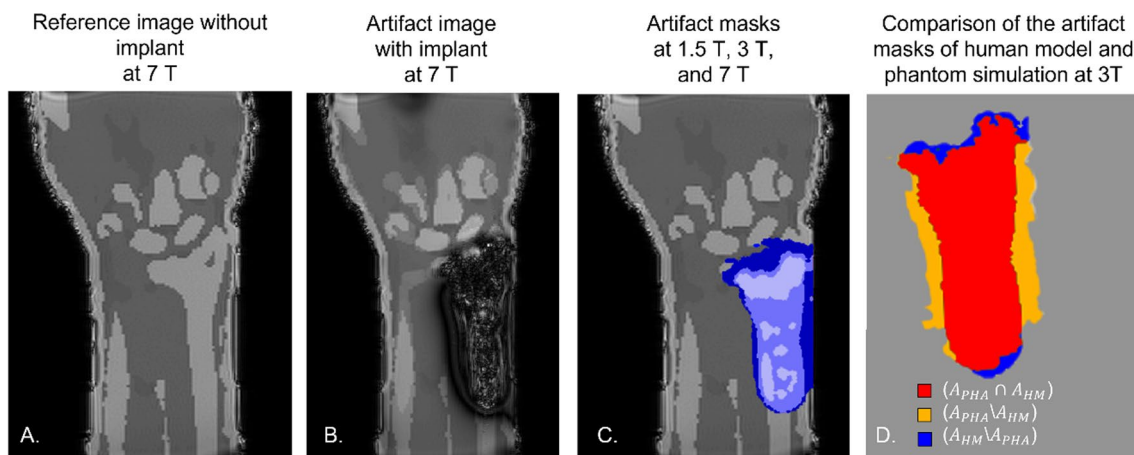 Reference image without
implant
at 7 T
Artifact image
with implant
at 7 T
Artifact masks
at 1.5 T, 3 T,
and 7 T
Comparison of the artifact
masks of human model and
phantom simulation at 3T
A.
B.
C.
D.
(A_PHA ∩ A_HM)
(A_PHA\A_HM)
(A_HM\A_PHA)